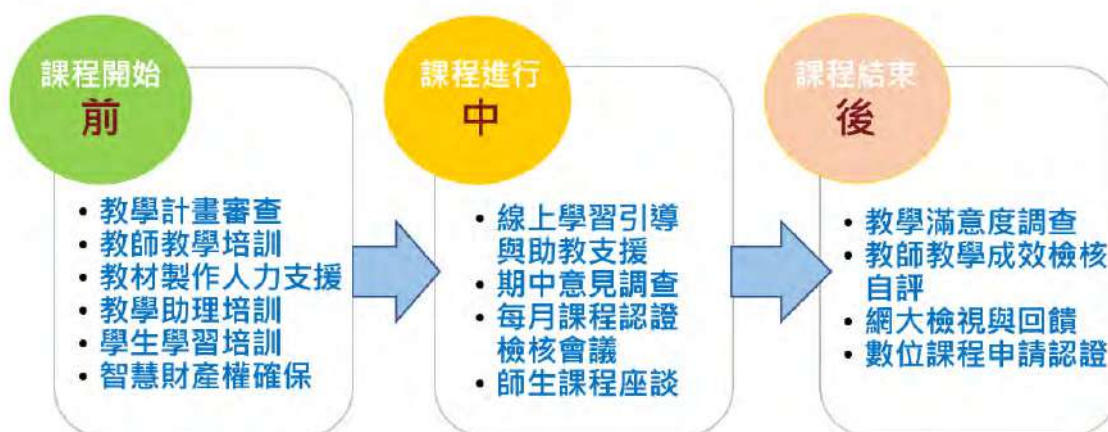 課程開始
前
• 教學計畫審查
• 教師教學培訓
• 教材製作人力支援
• 教學助理培訓
• 學生學習培訓
• 智慧財產權確保
課程進行
中
• 線上學習引導
與助教支援
• 期中意見調查
• 每月課程認證
檢核會議
• 師生課程座談
課程結束
後
• 教學滿意度調查
• 教師教學成效檢核
自評
• 網大檢視與回饋
• 數位課程申請認證